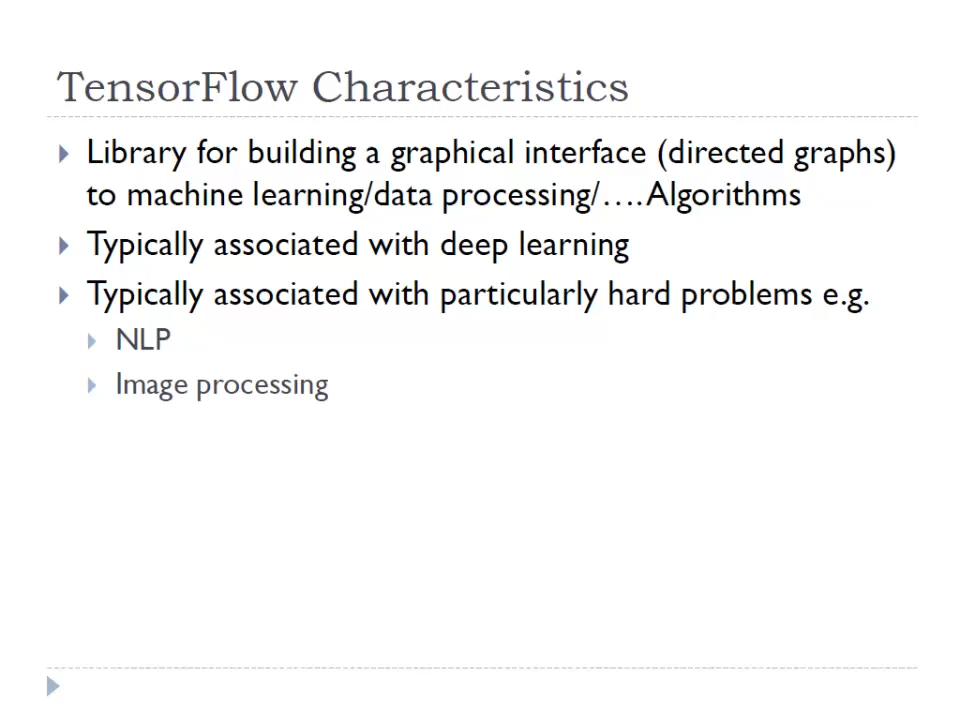 TensorFlow Characteristics
Library for building a graphical interface (directed graphs)
to machine learning/data processing/….Algorithms
Typically associated with deep learning
Typically associated with particularly hard problems e.g.
NLP
Image processing